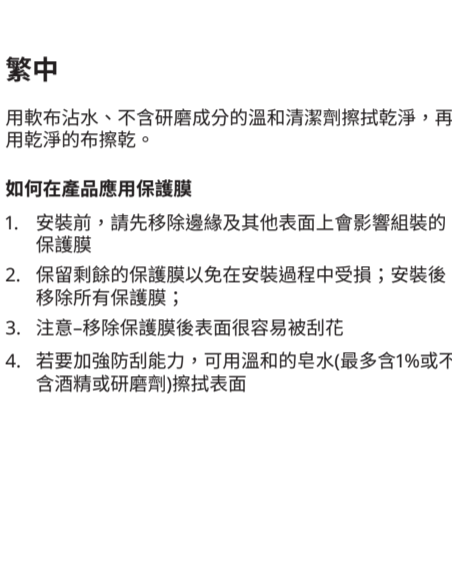 繁中
用軟布沾水、不含研磨成分的溫和清潔劑擦拭乾淨，再
用乾淨的布擦乾。
如何在產品應用保護膜
1. 安裝前，請先移除邊緣及其他表面上會影響組裝的
保護膜
2. 保留剩餘的保護膜以免在安裝過程中受損；安裝後
移除所有保護膜；
3. 注意–移除保護膜後表面很容易被刮花
4. 若要加強防刮能力，可用溫和的皂水(最多含1%或不
含酒精或研磨劑)擦拭表面